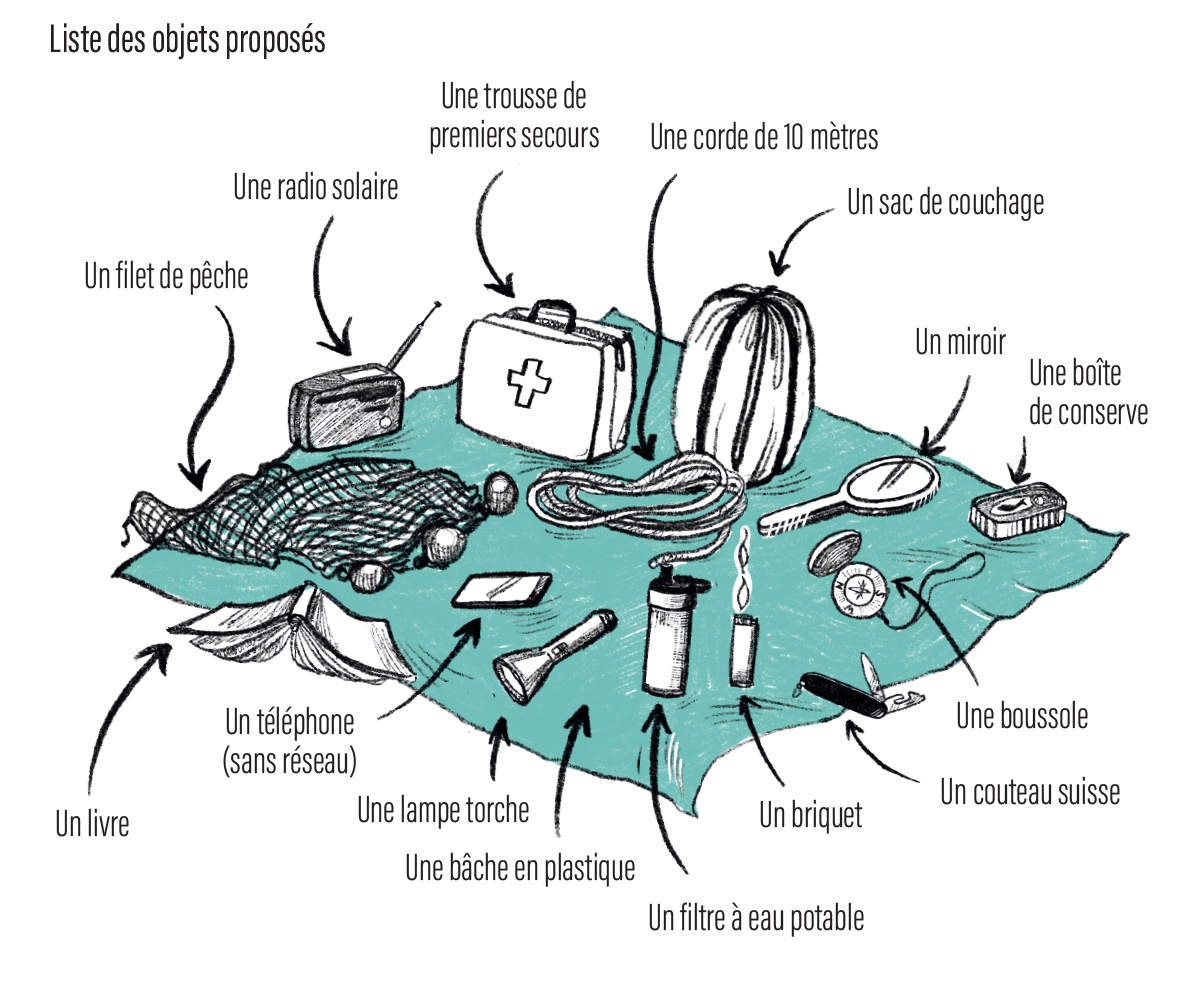 Liste des objets proposés
Une trousse de
premiers secours
Une corde de 10 mètres
Une radio solaire
Un sac de couchage
Un filet de pêche
Un miroir
Une boîte
de conserve
Un téléphone
(sans réseau)
Une boussole
Un livre
Une lampe torche
Un briquet
Un couteau suisse
Une bâche en plastique
Un filtre à eau potable